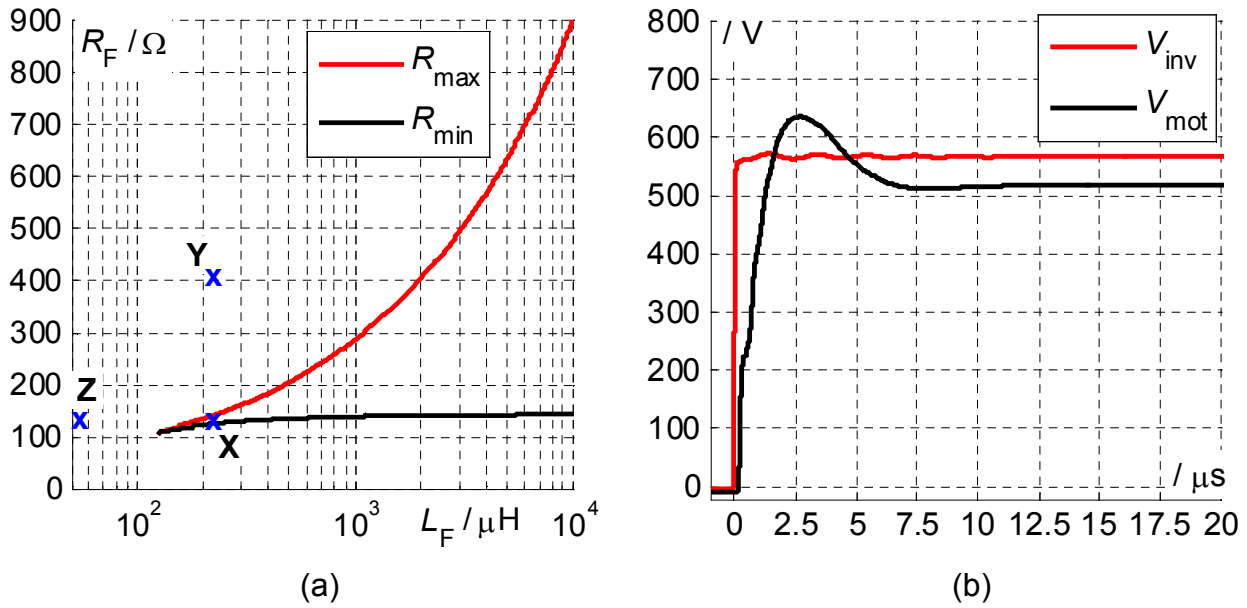 900
800
700
600
500
400
300
200
100
0
R_F / Ω
R_max
R_min
Y
Z
X
10^2
10^3
10^4
L_F / μH
(a)
/ V
800
700
600
500
400
300
200
100
0
V_inv
V_mot
/ μs
0 2.5 5 7.5 10 12.5 15 17.5 20
(b)